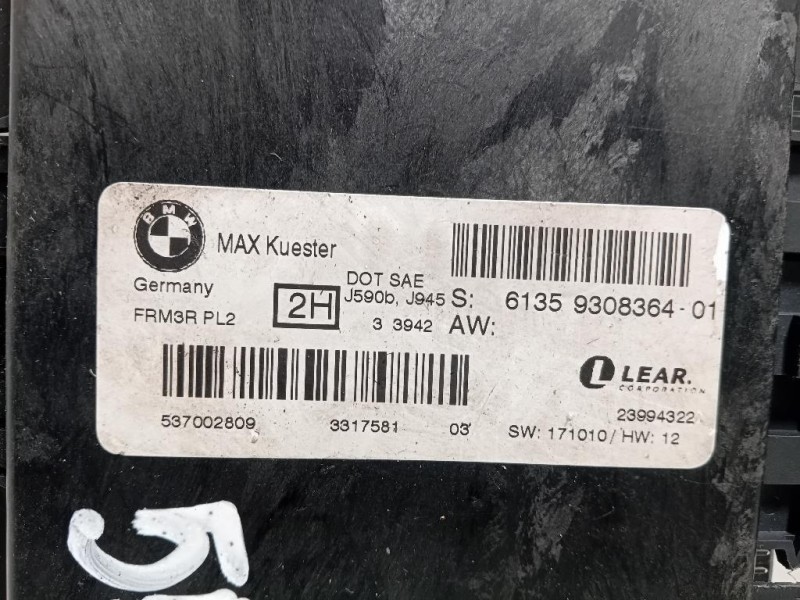 BMW
MAX Kuester
Germany
FRM3R PL2
2H
DOT SAE
J590b, J945
3 3942
S: 6135 9308364-01
AW:
LEAR.
CORPORATION
537002809 3317581 03
23994322
SW: 171010 / HW: 12